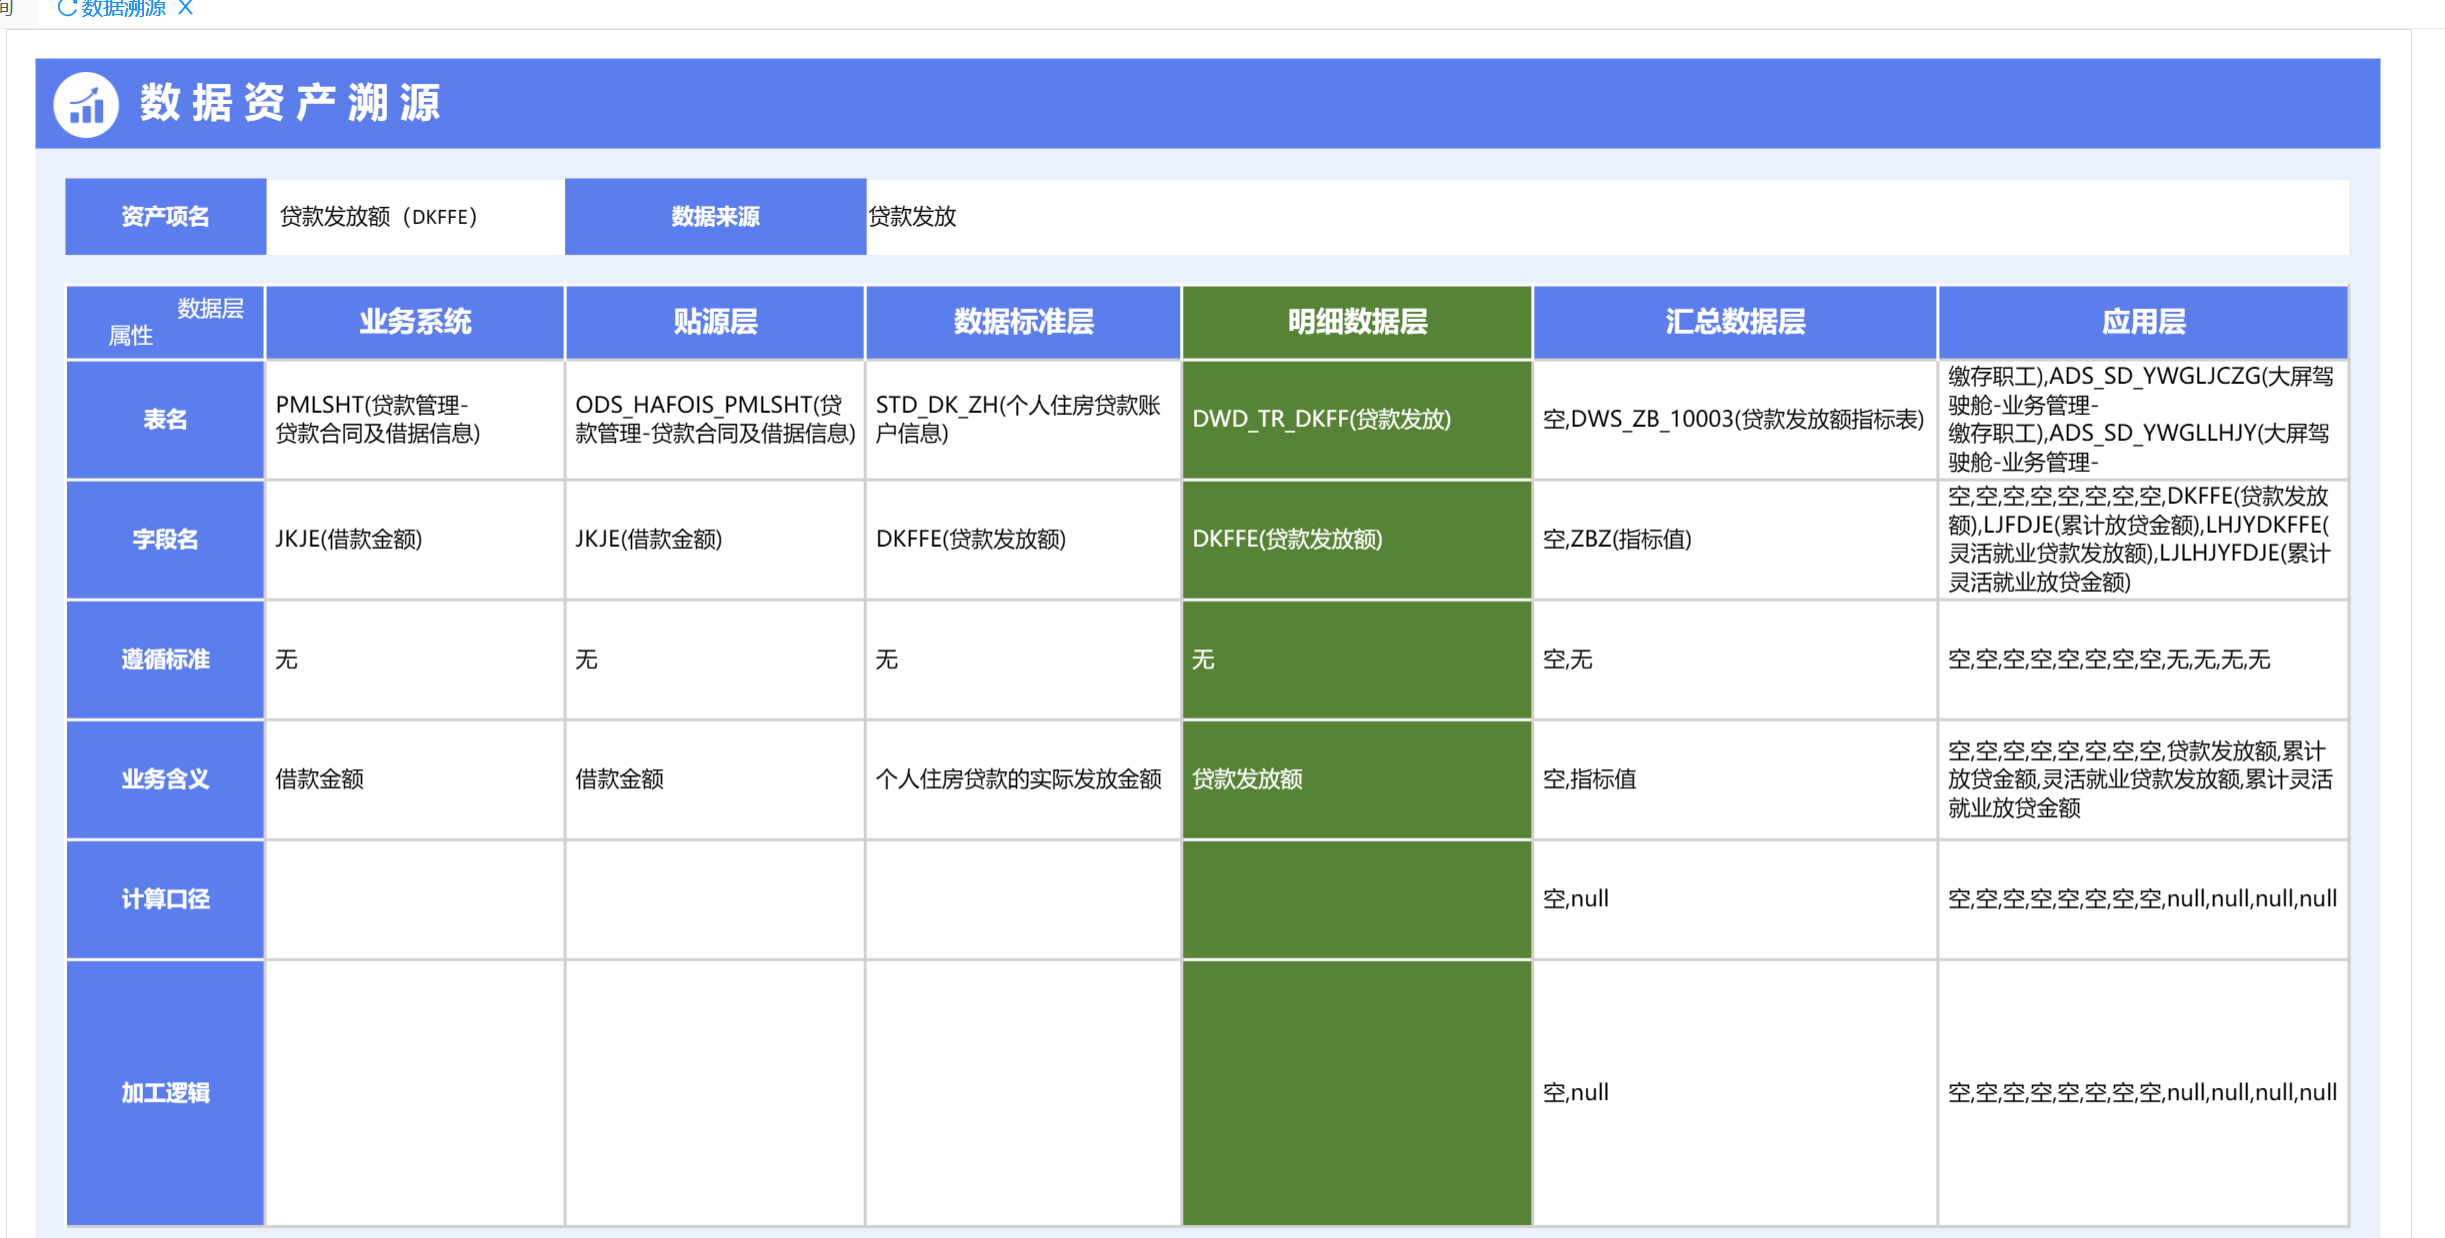 数据溯源 X
数据资产溯源
资产项名
贷款发放额（DKFFE）
数据来源
贷款发放
数据层
属性
业务系统
贴源层
数据标准层
明细数据层
汇总数据层
应用层
表名
PMLSHT(贷款管理-
贷款合同及借据信息)
ODS_HAFOIS_PMLSHT(贷
款管理-贷款合同及借据信息)
STD_DK_ZH(个人住房贷款账
户信息)
DWD_TR_DKFF(贷款发放)
空,DWS_ZB_10003(贷款发放额指标表)
缴存职工),ADS_SD_YWGLJCZG(大屏驾
驶舱-业务管理-
缴存职工),ADS_SD_YWGLLHJY(大屏驾
驶舱-业务管理-
字段名
JKJE(借款金额)
JKJE(借款金额)
DKFFE(贷款发放额)
DKFFE(贷款发放额)
空,ZBZ(指标值)
空,空,空,空,空,空,空,空,DKFFE(贷款发放
额),LJFDJE(累计放贷金额),LHJYDKFFE(
灵活就业贷款发放额),LJLHJYFDJE(累计
灵活就业放贷金额)
遵循标准
无
无
无
无
空,无
空,空,空,空,空,空,空,空,无,无,无,无
业务含义
借款金额
借款金额
个人住房贷款的实际发放金额
贷款发放额
空,指标值
空,空,空,空,空,空,空,空,贷款发放额,累计
放贷金额,灵活就业贷款发放额,累计灵活
就业放贷金额
计算口径
空,null
空,空,空,空,空,空,空,空,null,null,null,null
加工逻辑
空,null
空,空,空,空,空,空,空,空,null,null,null,null